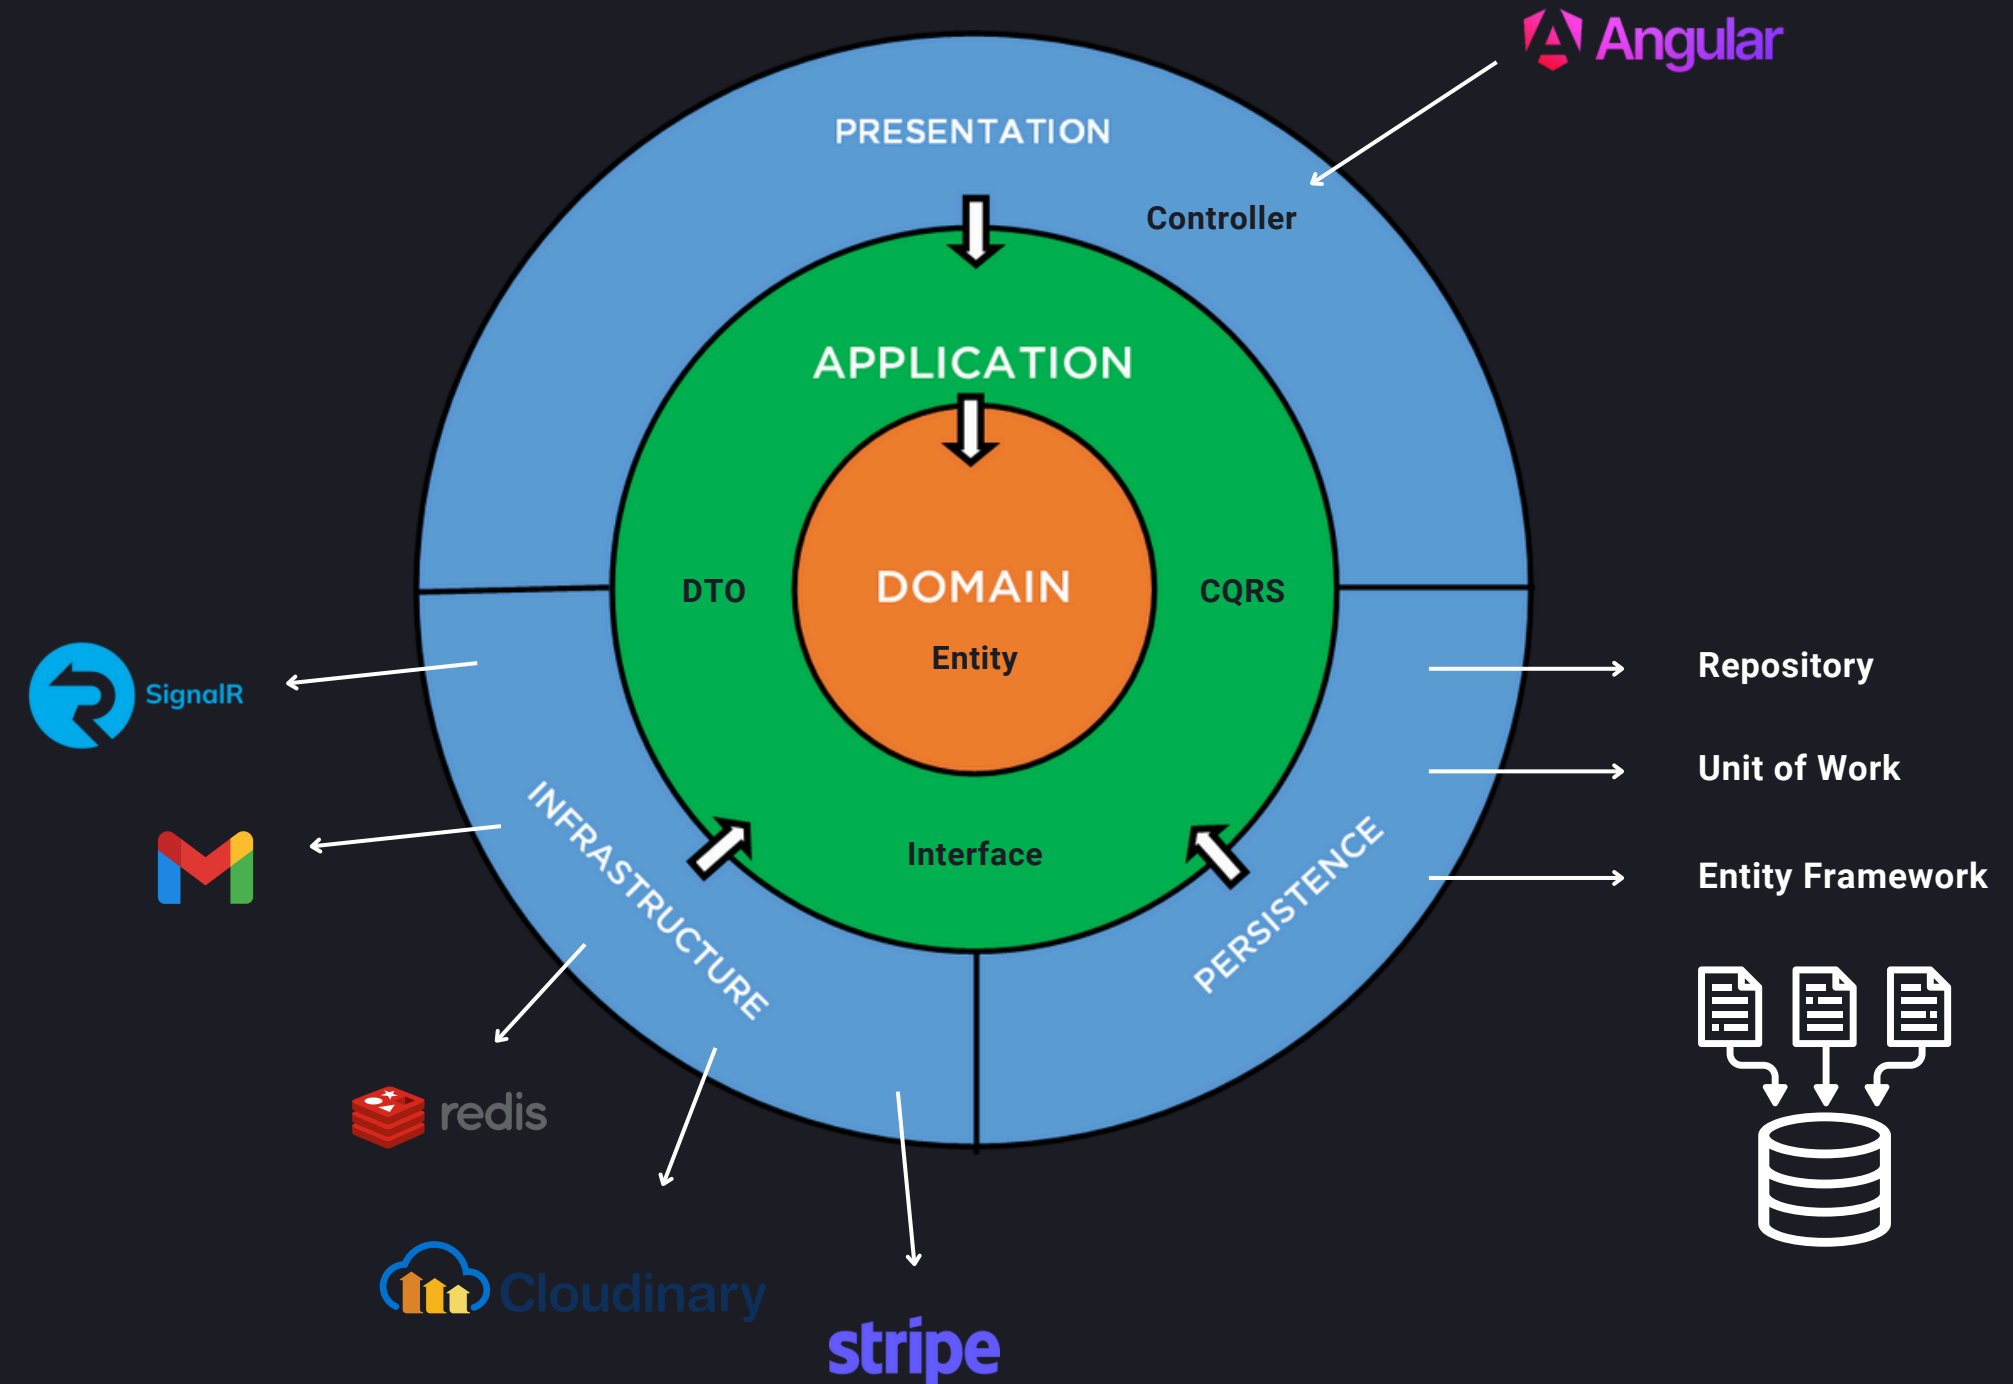 Angular
PRESENTATION
Controller
APPLICATION
DTO
DOMAIN
CQRS
Entity
SignalR
Repository
Unit of Work
INFRASTRUCTURE
Interface
PERSISTENCE
Entity Framework
redis
Cloudinary
stripe